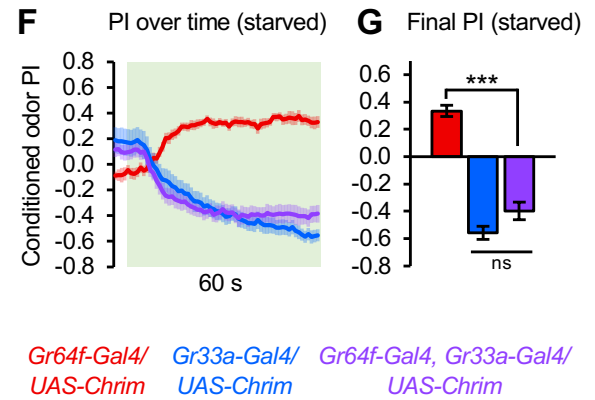 F PI over time (starved)
Conditioned odor PI
0.8
0.6
0.4
0.2
0.0
-0.2
-0.4
-0.6
-0.8
60 s
G Final PI (starved)
0.6
0.4
0.2
0.0
-0.2
-0.4
-0.6
-0.8
***
ns
Gr64f-Gal4/
UAS-Chrim
Gr33a-Gal4/
UAS-Chrim
Gr64f-Gal4, Gr33a-Gal4/
UAS-Chrim